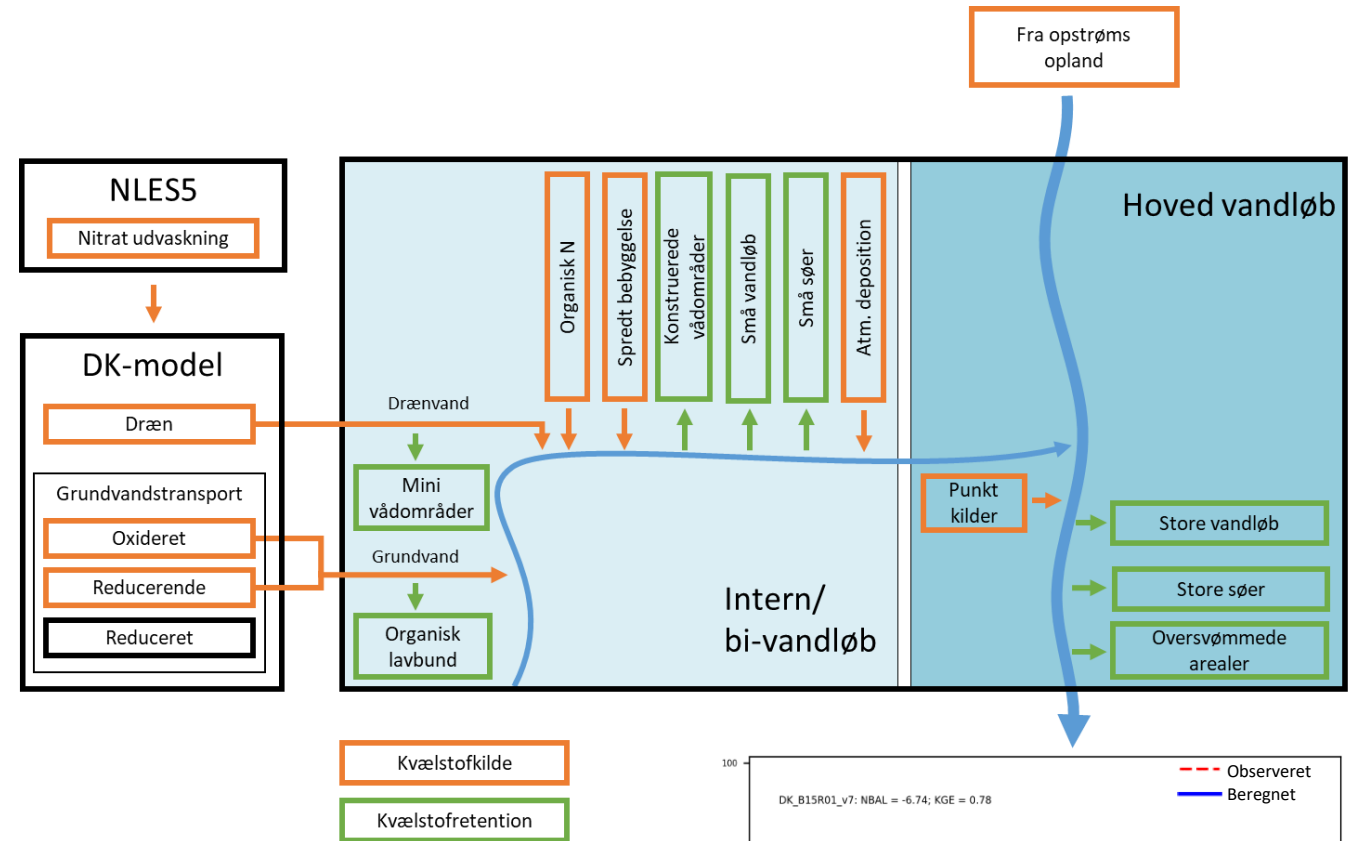 Fra opstrøms
opland
NLES5
Nitrat udvaskning
DK-model
Dræn
Grundvandstransport
Oxideret
Reducerende
Reduceret
Drænvand
Mini
vådområder
Grundvand
Organisk
lavbund
Organisk N
Spredt bebyggelse
Konstruerede
vådområder
Små vandløb
Små søer
Atm. deposition
Intern/
bi-vandløb
Hoved vandløb
Punkt
kilder
Store vandløb
Store søer
Oversvømmede
arealer
Kvælstofkilde
Kvælstofretention
100
DK_B15R01_v7: NBAL = -6.74; KGE = 0.78
Observeret
Beregnet